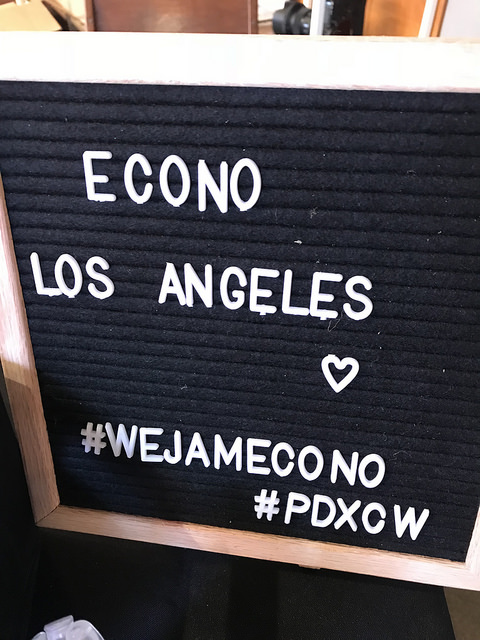 ECONO
LOS ANGELES
♡
#WEJAMECONO
#PDXCW